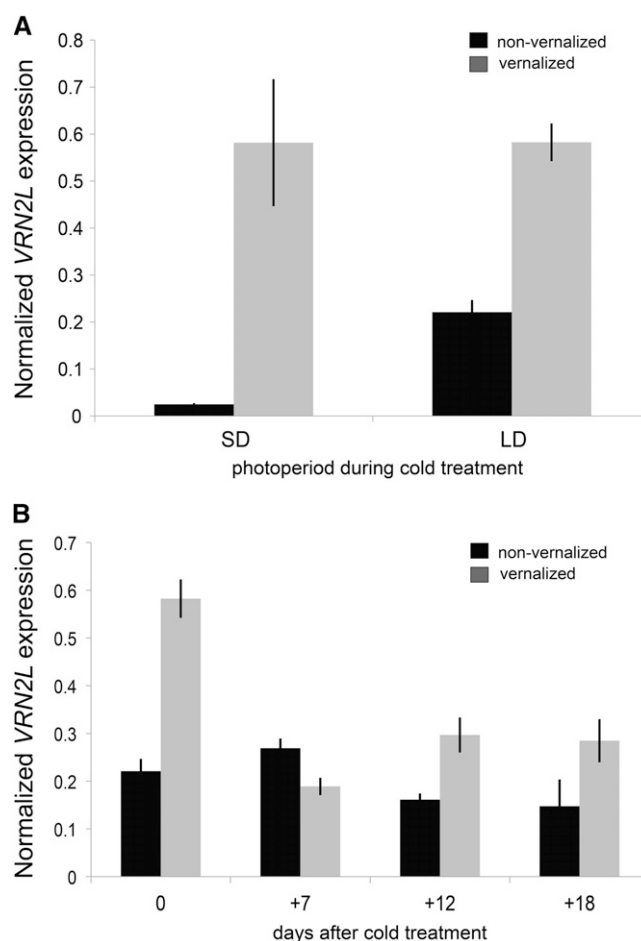 A
Normalized VRN2L expression
0.8
0.7
0.6
0.5
0.4
0.3
0.2
0.1
0
non-vernalized
vernalized
SD
LD
photoperiod during cold treatment
B
Normalized VRN2L expression
0.7
0.6
0.5
0.4
0.3
0.2
0.1
0
non-vernalized
vernalized
0
+7
+12
+18
days after cold treatment